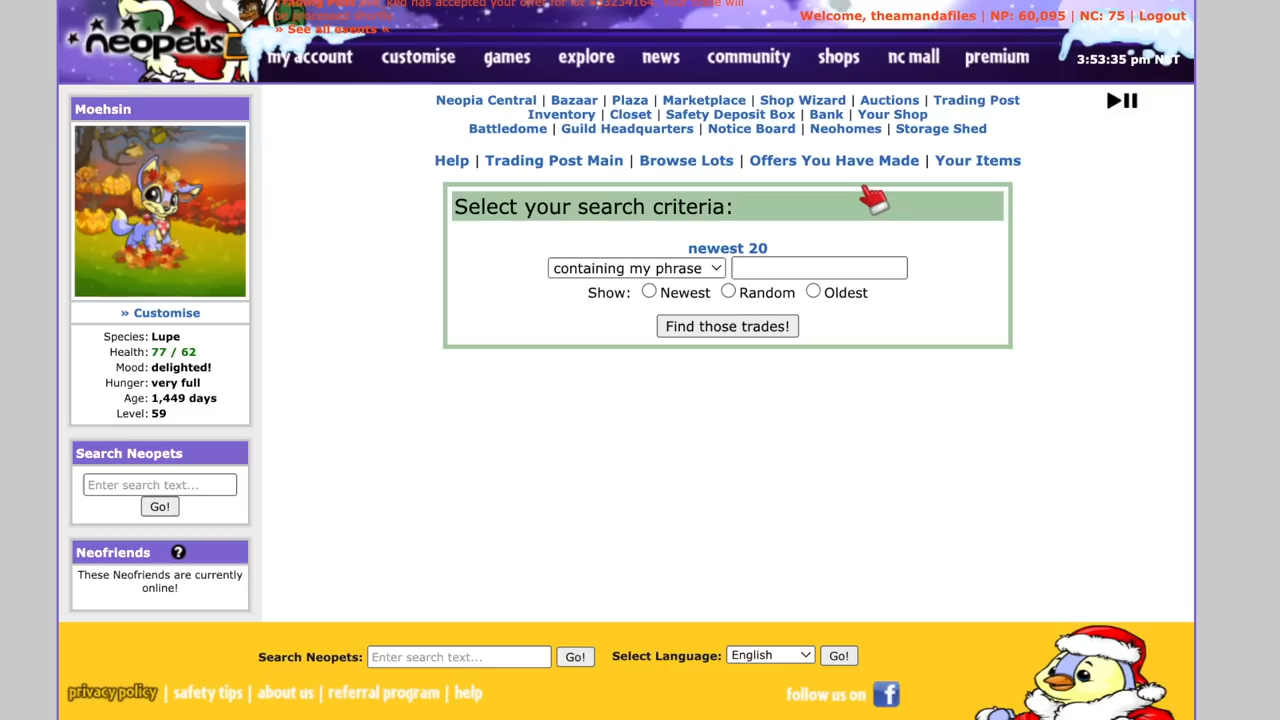 be processed shortly
» See all events «
Welcome, theamandafiles | NP: 60,095 | NC: 75 | Logout
neopets
my account customise games explore news community shops nc mall premium
3:53:35 pm NST
Moehsin
» Customise
Species: Lupe
Health: 77 / 62
Mood: delighted!
Hunger: very full
Age: 1,449 days
Level: 59
Search Neopets
Enter search text...
Go!
Neofriends ?
These Neofriends are currently
online!
Neopia Central | Bazaar | Plaza | Marketplace | Shop Wizard | Auctions | Trading Post
Inventory | Closet | Safety Deposit Box | Bank | Your Shop
Battledome | Guild Headquarters | Notice Board | Neohomes | Storage Shed
Help | Trading Post Main | Browse Lots | Offers You Have Made | Your Items
Select your search criteria:
newest 20
containing my phrase
Show: Newest Random Oldest
Find those trades!
Search Neopets: Enter search text... Go! Select Language: English Go!
privacy policy | safety tips | about us | referral program | help
follow us on f